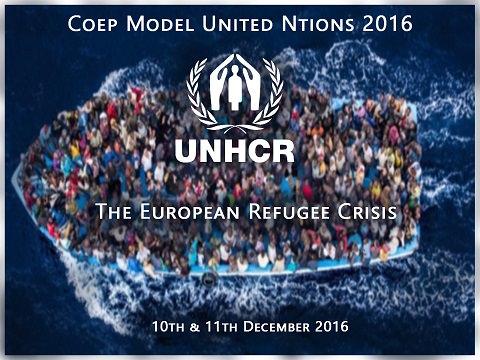 Coep Model United Ntions 2016
UNHCR
The European Refugee Crisis
10th & 11th December 2016